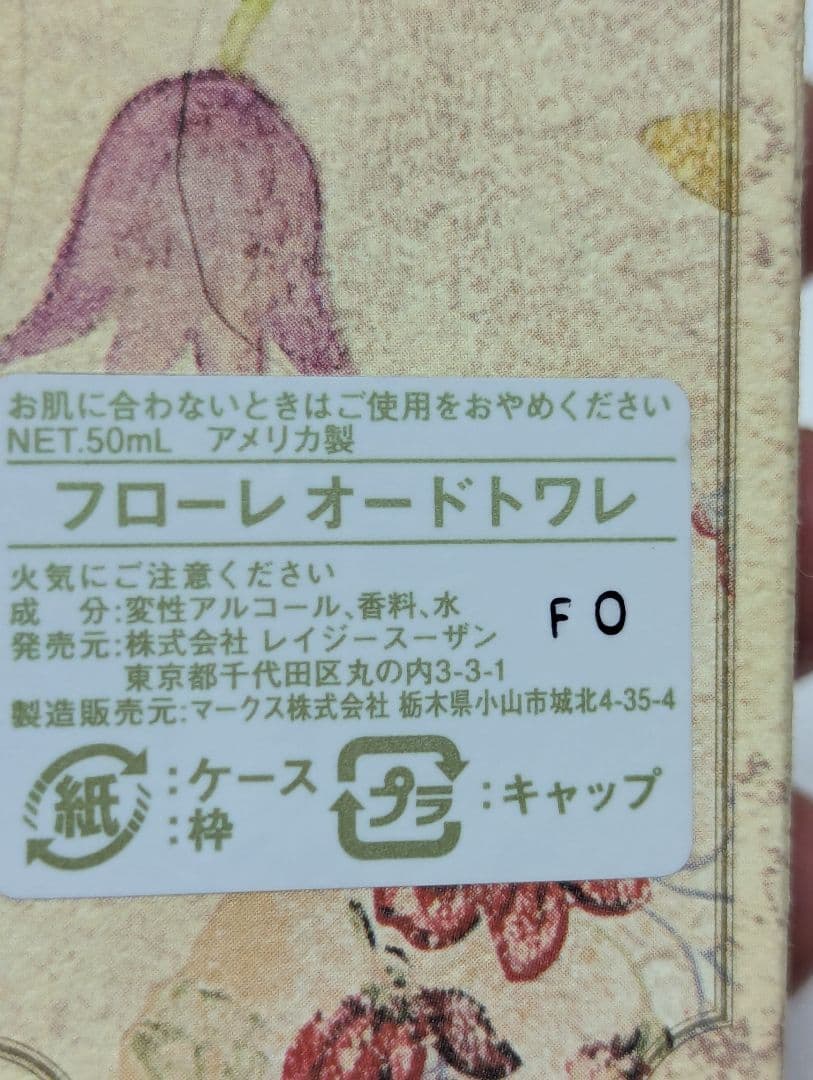 お肌に合わないときはご使用をおやめください
NET.50mL　アメリカ製
フローレ オードトワレ
火気にご注意ください
成　分:変性アルコール、香料、水
FO
発売元:株式会社 レイジースーザン
東京都千代田区丸の内3-3-1
製造販売元:マークス株式会社 栃木県小山市城北4-35-4
紙 :ケース
:枠
プラ :キャップ